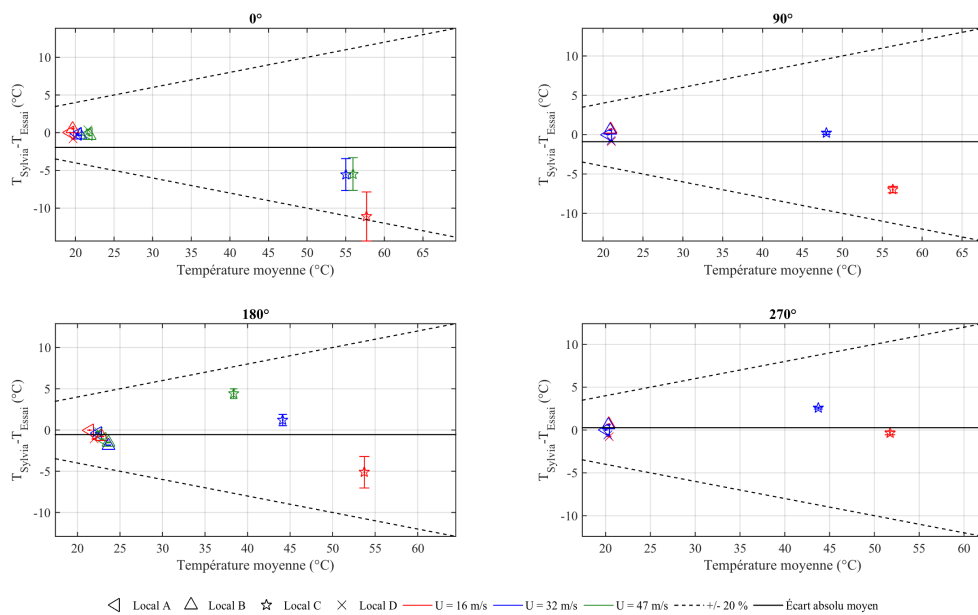 0°
T_Sylvia-T_Essai (°C)
10
5
0
-5
-10
20 25 30 35 40 45 50 55 60 65
Température moyenne (°C)
90°
T_Sylvia-T_Essai (°C)
10
5
0
-5
-10
20 25 30 35 40 45 50 55 60 65
Température moyenne (°C)
180°
T_Sylvia-T_Essai (°C)
10
5
0
-5
-10
20 25 30 35 40 45 50 55 60
Température moyenne (°C)
270°
T_Sylvia-T_Essai (°C)
10
5
0
-5
-10
20 25 30 35 40 45 50 55 60 65
Température moyenne (°C)
Local A Local B Local C Local D U = 16 m/s U = 32 m/s U = 47 m/s +/- 20 % Écart absolu moyen